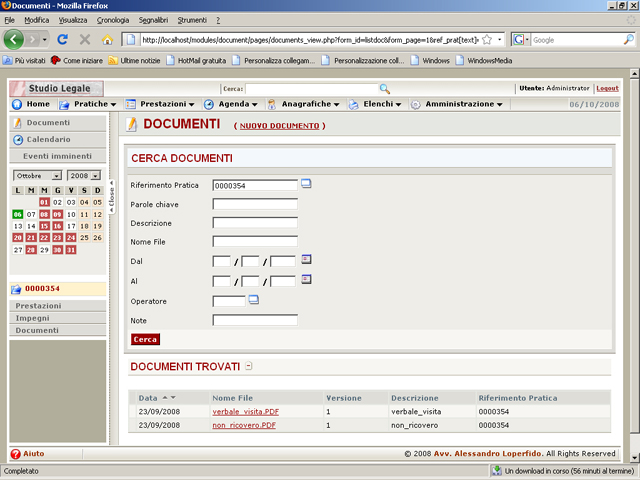 Documenti - Mozilla Firefox
File Modifica Visualizza Cronologia Segnalibri Strumenti ?
http://localhost/modules/document/pages/documents_view.php?form_id=listdoc&form_page=1&ref_prat[text]= Google
Più visitati Come iniziare Ultime notizie HotMail gratuita Personalizza collegam... Personalizzazione coll... Windows WindowsMedia
Studio Legale Cerca: Utente: Administrator Logout
Home Pratiche Prestazioni Agenda Anagrafiche Elenchi Amministrazione 06/10/2008
Documenti
Calendario
Eventi imminenti
Ottobre 2008
L M M G V S D
01 02 03 04 05
06 07 08 09 10 11 12
13 14 15 16 17 18 19
20 21 22 23 24 25 26
27 28 29 30 31
Close
0000354
Prestazioni
Impegni
Documenti
DOCUMENTI ( NUOVO DOCUMENTO )
CERCA DOCUMENTI
Riferimento Pratica 0000354
Parole chiave
Descrizione
Nome File
Dal / /
Al / /
Operatore
Note
Cerca
DOCUMENTI TROVATI
Data Nome File Versione Descrizione Riferimento Pratica
23/09/2008 verbale_visita.PDF 1 verbale_visita 0000354
23/09/2008 non_ricovero.PDF 1 non_ricovero 0000354
Aiuto © 2008 Avv. Alessandro Loperfido. All Rights Reserved
Completato Un download in corso (56 minuti al termine)